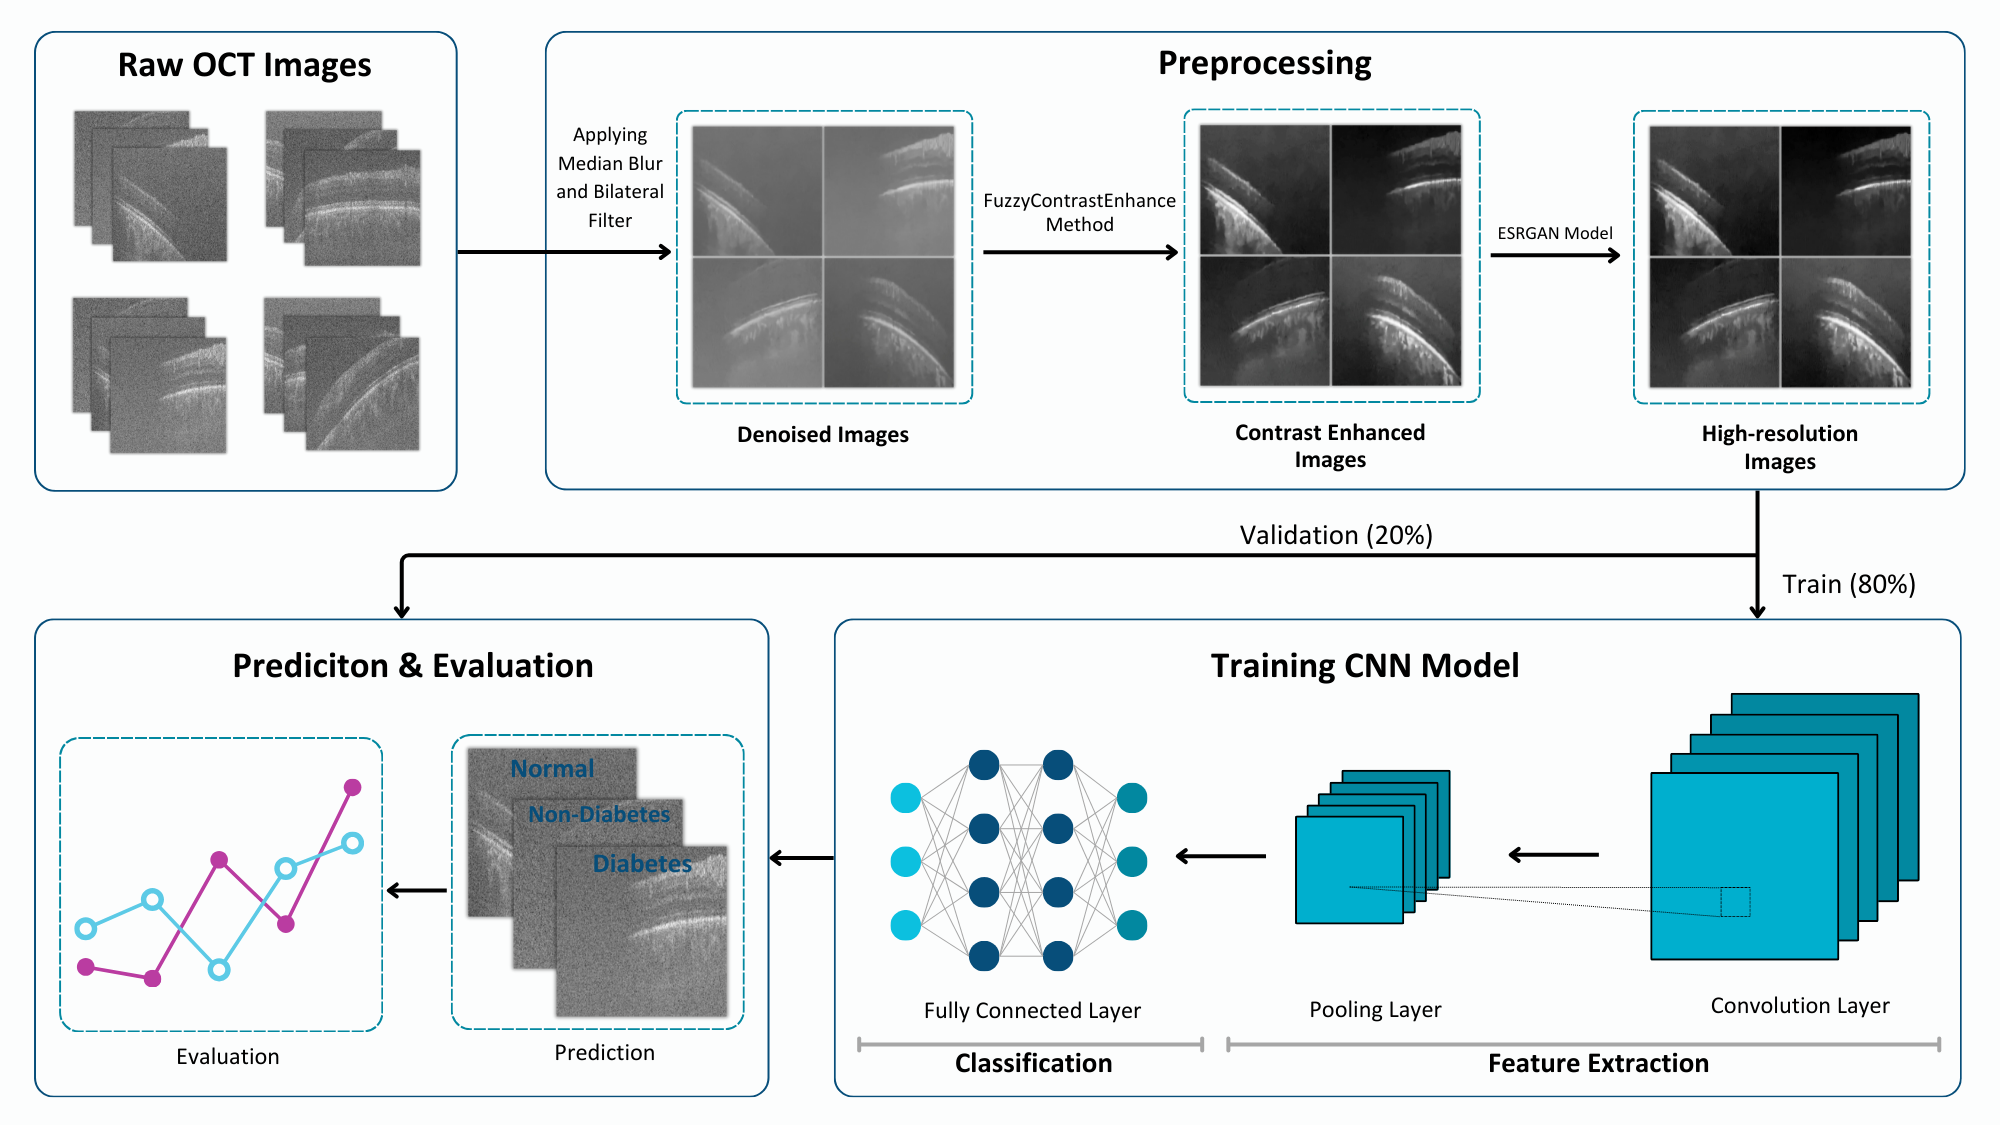 Raw OCT Images
Preprocessing
Applying
Median Blur
and Bilateral
Filter
FuzzyContrastEnhance
Method
ESRGAN Model
Denoised Images
Contrast Enhanced
Images
High-resolution
Images
Validation (20%)
Train (80%)
Prediciton & Evaluation
Normal
Non-Diabetes
Diabetes
Evaluation
Prediction
Training CNN Model
Fully Connected Layer
Pooling Layer
Convolution Layer
Classification
Feature Extraction